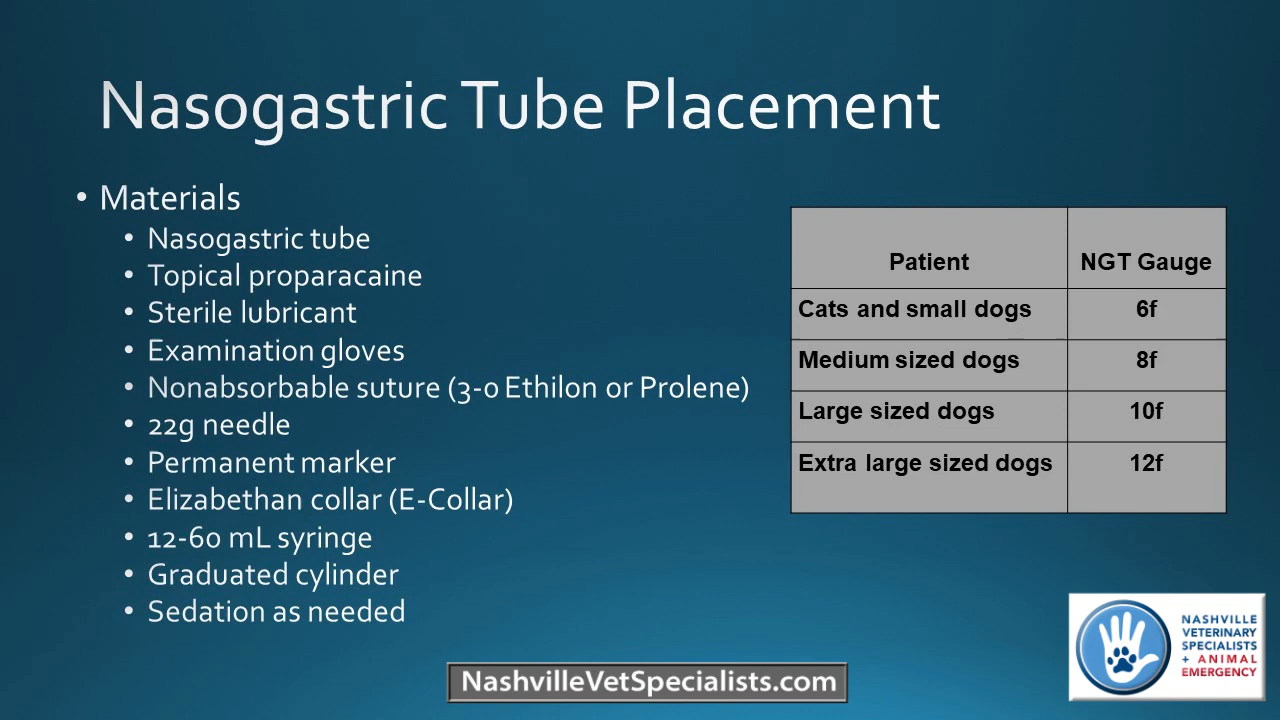 Nasogastric Tube Placement
• Materials
• Nasogastric tube
• Topical proparacaine
• Sterile lubricant
• Examination gloves
• Nonabsorbable suture (3-0 Ethilon or Prolene)
• 22g needle
• Permanent marker
• Elizabethan collar (E-Collar)
• 12-60 mL syringe
• Graduated cylinder
• Sedation as needed
Patient NGT Gauge
Cats and small dogs 6f
Medium sized dogs 8f
Large sized dogs 10f
Extra large sized dogs 12f
NASHVILLE
VETERINARY
SPECIALISTS
+ ANIMAL
EMERGENCY
NashvilleVetSpecialists.com